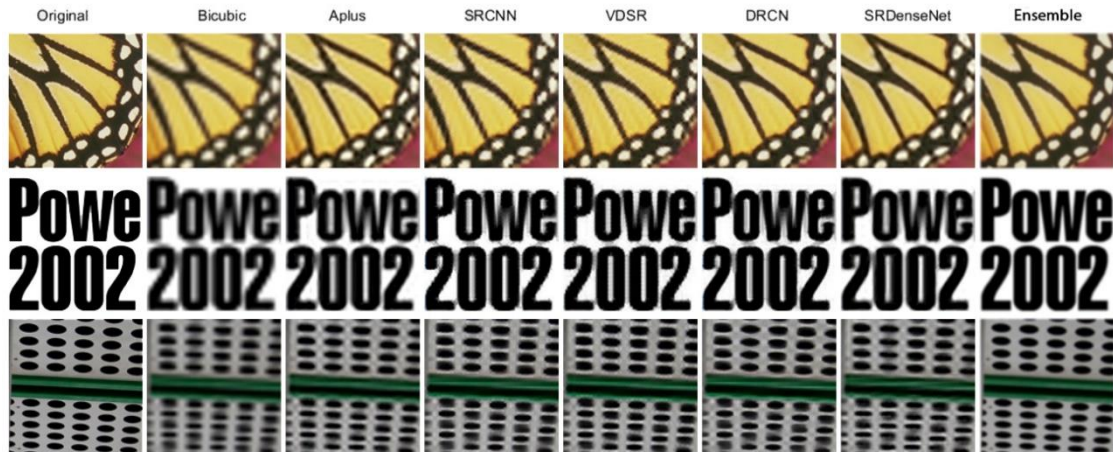 Original Bicubic Aplus SRCNN VDSR DRCN SRDenseNet Ensemble
Powe Powe Powe Powe Powe Powe Powe Powe
2002 2002 2002 2002 2002 2002 2002 2002